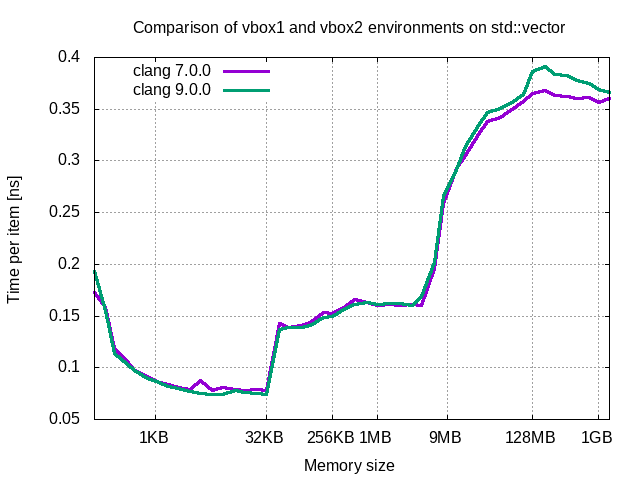 Comparison of vbox1 and vbox2 environments on std::vector
clang 7.0.0
clang 9.0.0
0.4
0.35
0.3
0.25
0.2
0.15
0.1
0.05
Time per item [ns]
1KB 32KB 256KB 1MB 9MB 128MB 1GB
Memory size